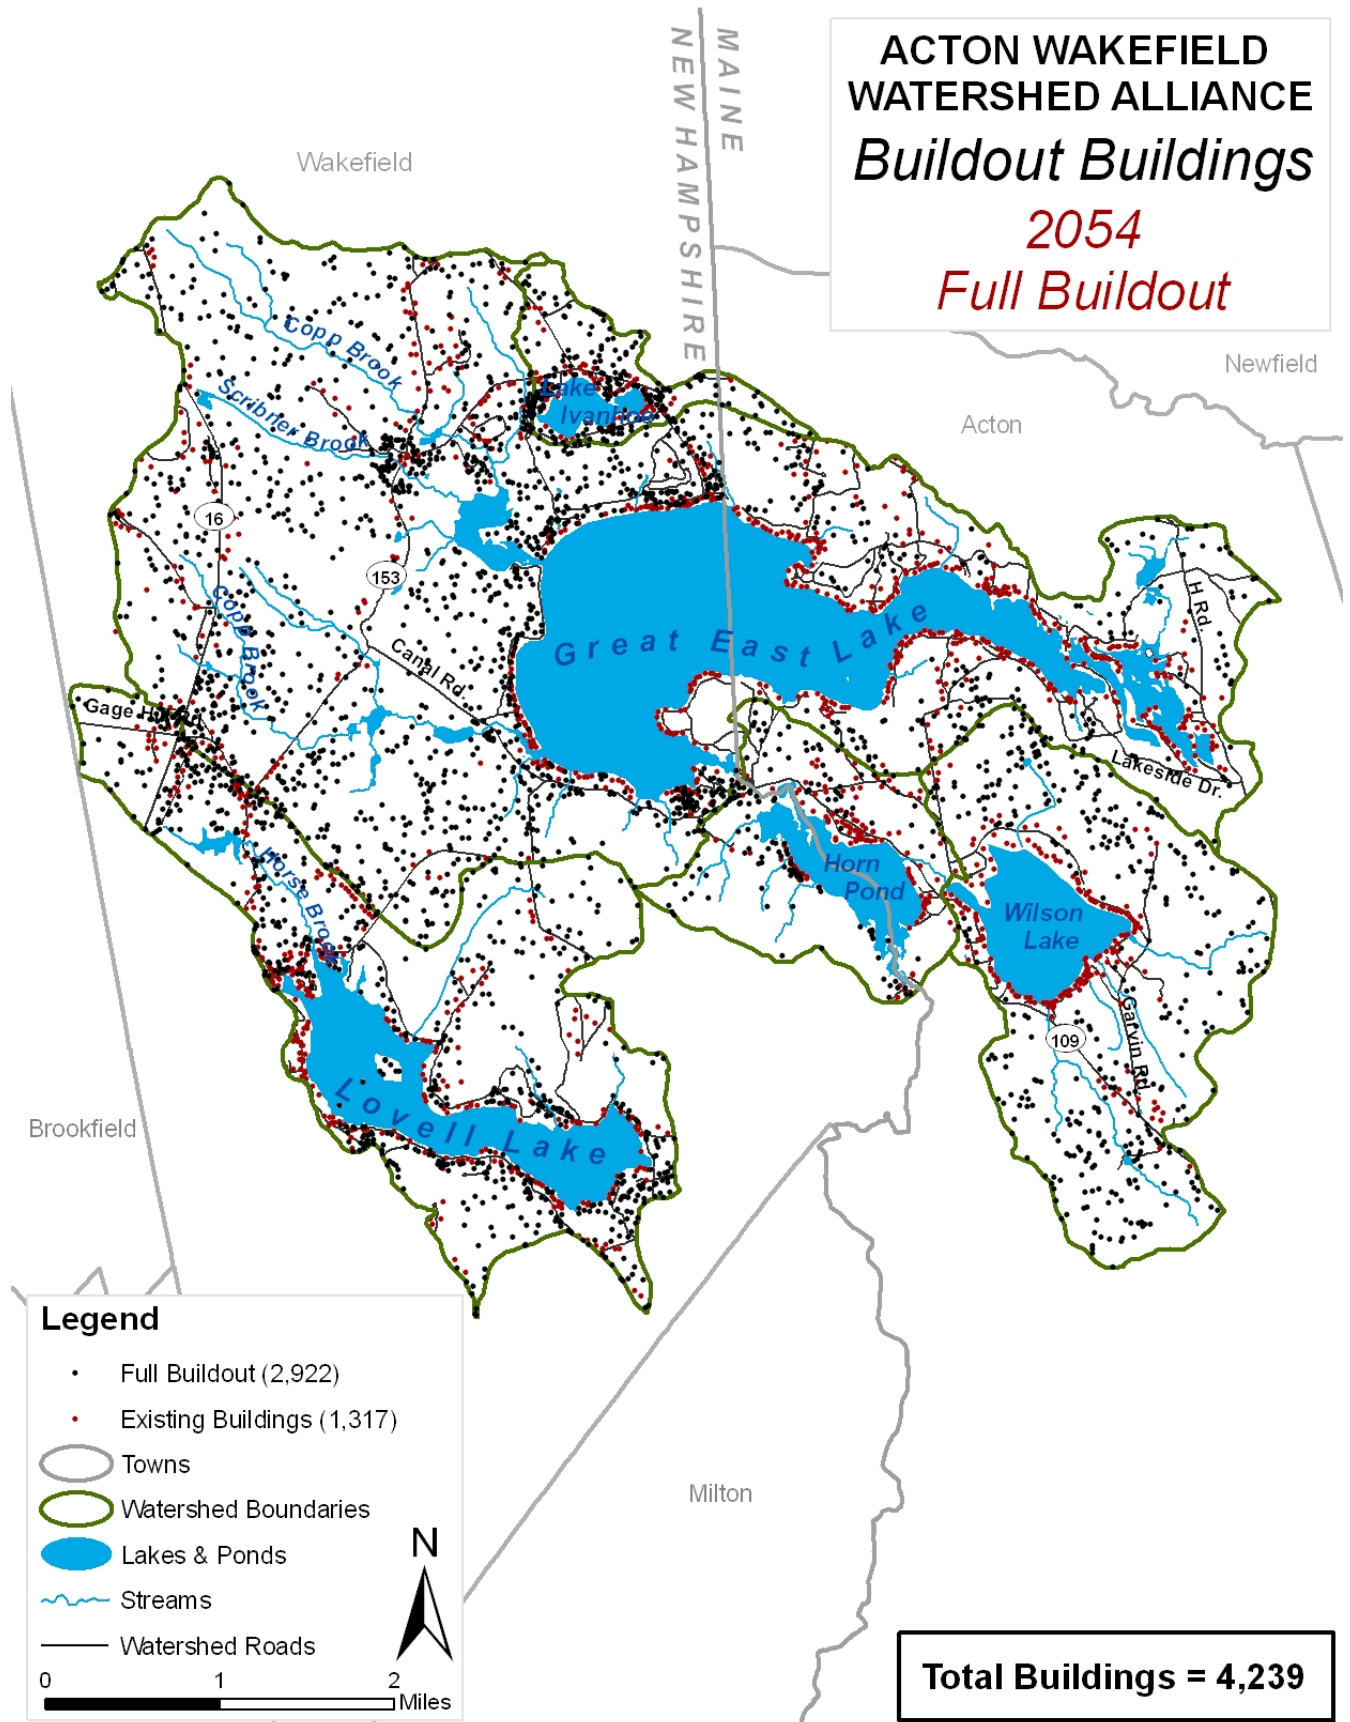 ACTON WAKEFIELD
WATERSHED ALLIANCE
Buildout Buildings
2054
Full Buildout
MAINE
NEW HAMPSHIRE
Wakefield
Newfield
Acton
Copp Brook
Scribner Brook
Lake
Ivanhoe
16
153
Copp Brook
Canal Rd.
Great East Lake
H Rd
Gage Hill Rd
Lakeside Dr.
Horse Brook
Horn
Pond
Wilson
Lake
109
Garvin Rd
Lovell Lake
Brookfield
Milton
Legend
Full Buildout (2,922)
Existing Buildings (1,317)
Towns
Watershed Boundaries
Lakes & Ponds
Streams
Watershed Roads
N
0 1 2
Miles
Total Buildings = 4,239